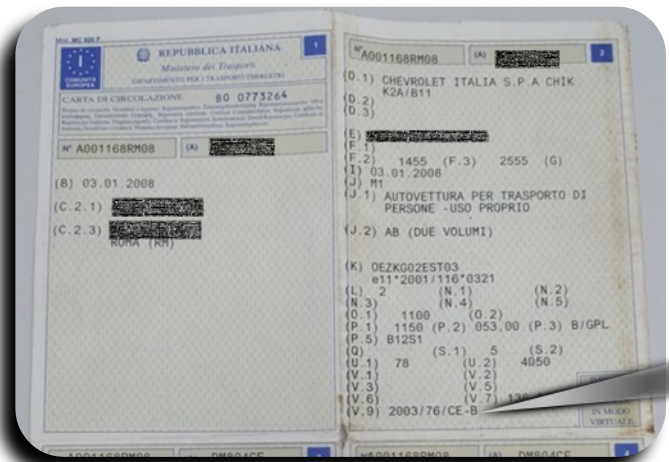 Mod. MC 820 F
COMUNITÀ
EUROPEA
REPUBBLICA ITALIANA
1
Ministero dei Trasporti
DIPARTIMENTO PER I TRASPORTI TERRESTRI
CARTA DI CIRCOLAZIONE 80 0773264
N° A001168RM08 (A)
(B) 03.01.2008
(C.2.1)
(C.2.3)
ROMA (RM)
N° A001168RM08 (A) 2
(D.1) CHEVROLET ITALIA S.P.A CHIK
K2A/B11
(D.2)
(D.3)
(E)
(F.1)
(F.2) 1455 (F.3) 2555 (G)
(I) 03.01.2008
(J) M1
(J.1) AUTOVETTURA PER TRASPORTO DI
PERSONE -USO PROPRIO
(J.2) AB (DUE VOLUMI)
(K) OEZKG02EST03
e11*2001/116*0321
(L) 2 (N.1) (N.2)
(N.3) (N.4) (N.5)
(O.1) 1100 (O.2)
(P.1) 1150 (P.2) 053.00 (P.3) B/GPL
(P.5) B12S1
(Q) (S.1) 5 (S.2)
(U.1) 78 (U.2) 4050
(V.1) (V.2)
(V.3) (V.5)
(V.6) (V.7)
(V.9) 2003/76/CE-B
IN MODO
VIRTUALE
A001168RM08 (A) DM804CE
A001168RM08 (A) DM804CE 4